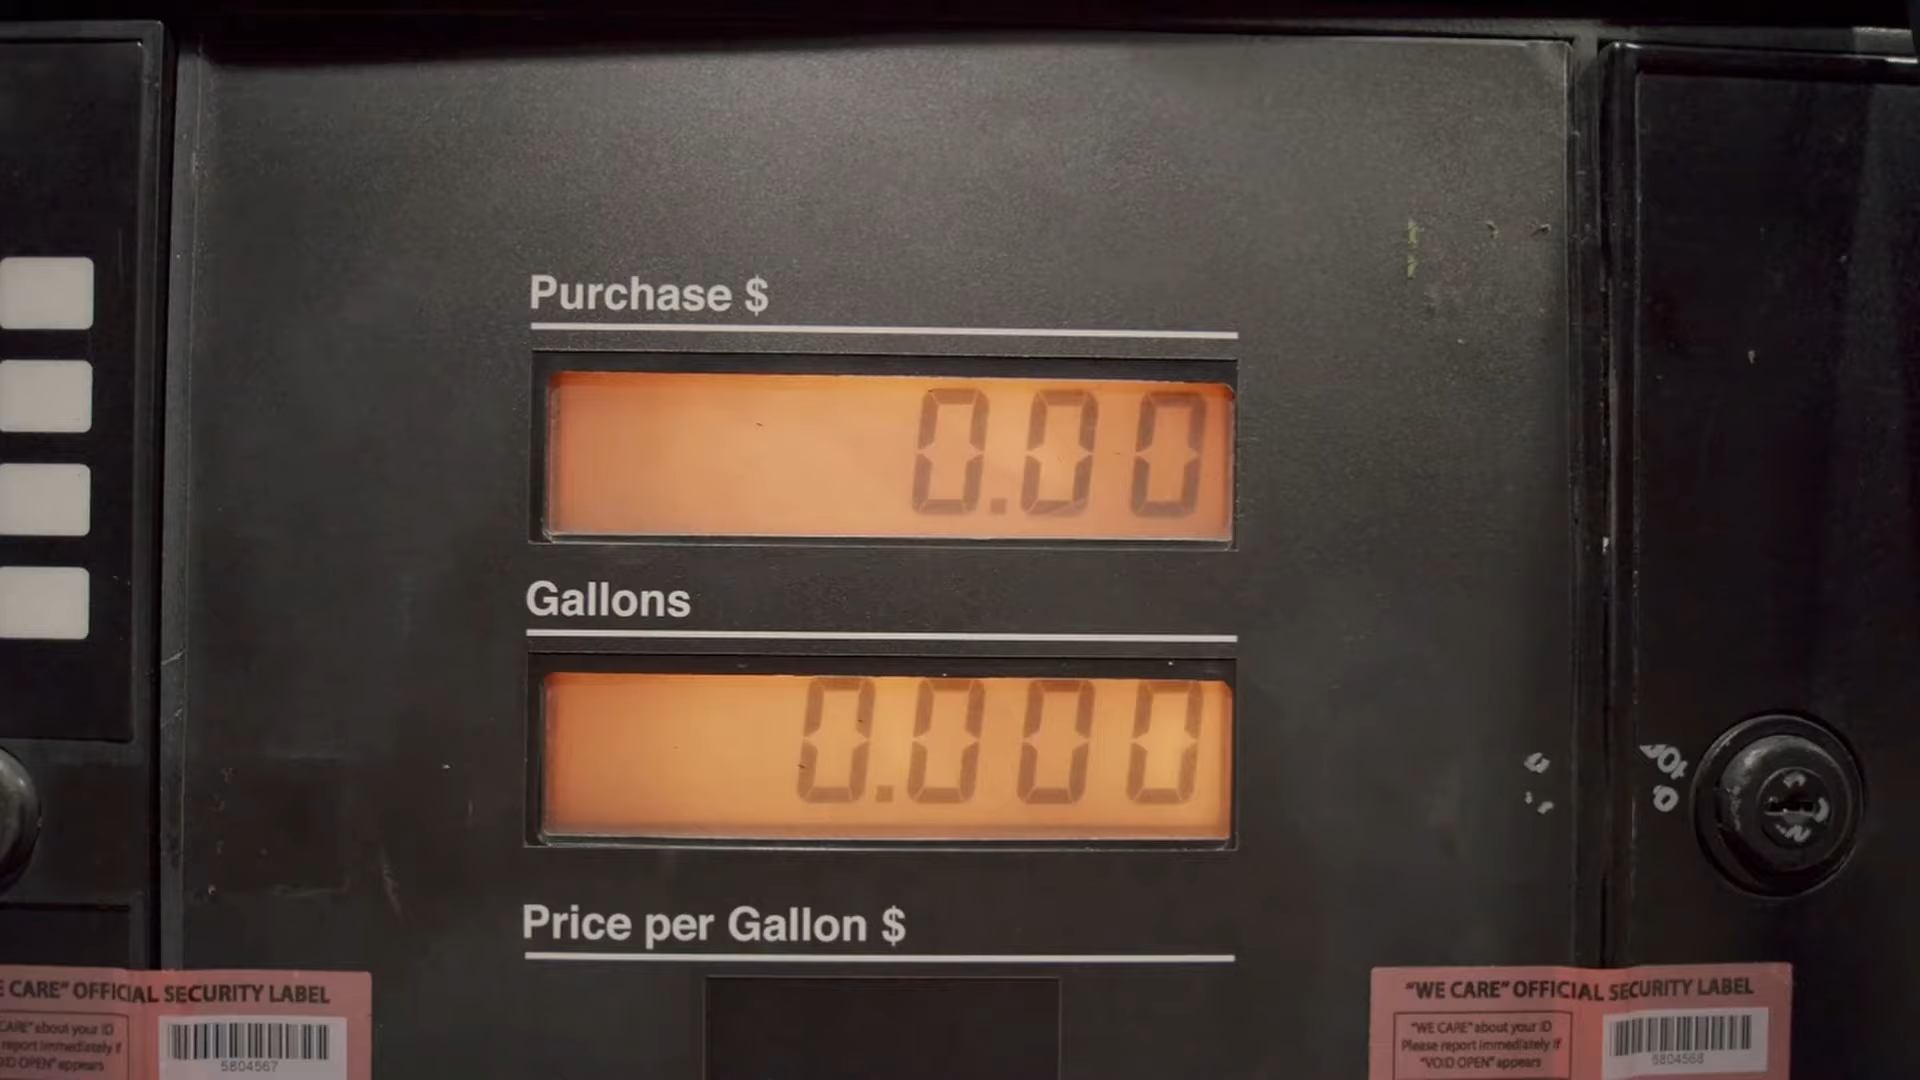 Purchase $
0.00
Gallons
0.000
Price per Gallon $
CARE" OFFICIAL SECURITY LABEL
CARE" about your ID
report immediately if
OPEN" appears
5804567
"WE CARE" OFFICIAL SECURITY LABEL
"WE CARE" about your ID
Please report immediately if
"VOID OPEN" appears
5804568